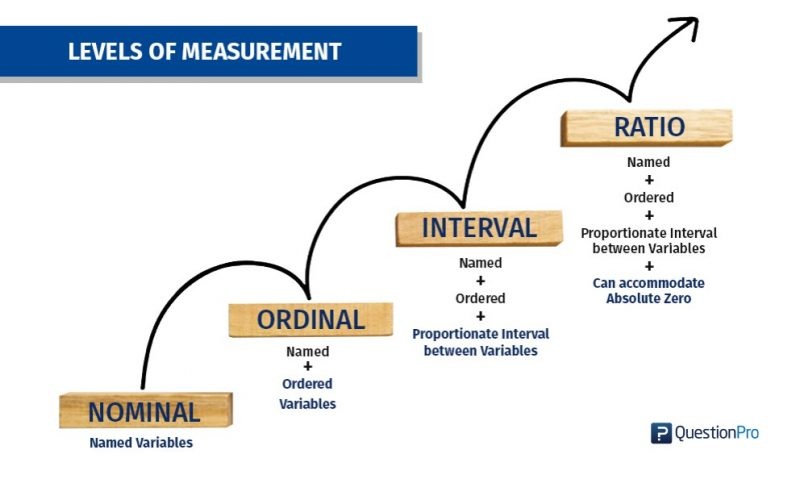 LEVELS OF MEASUREMENT
RATIO
Named
+
Ordered
+
Proportionate Interval
between Variables
+
Can accommodate
Absolute Zero
INTERVAL
Named
+
Ordered
+
Proportionate Interval
between Variables
ORDINAL
Named
+
Ordered
Variables
NOMINAL
Named Variables
P QuestionPro